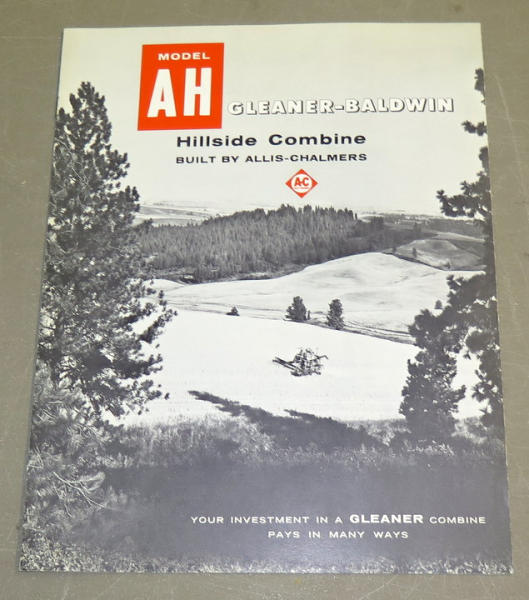 MODEL
AH
GLEANER-BALDWIN
Hillside Combine
BUILT BY ALLIS-CHALMERS
A-C
YOUR INVESTMENT IN A GLEANER COMBINE
PAYS IN MANY WAYS